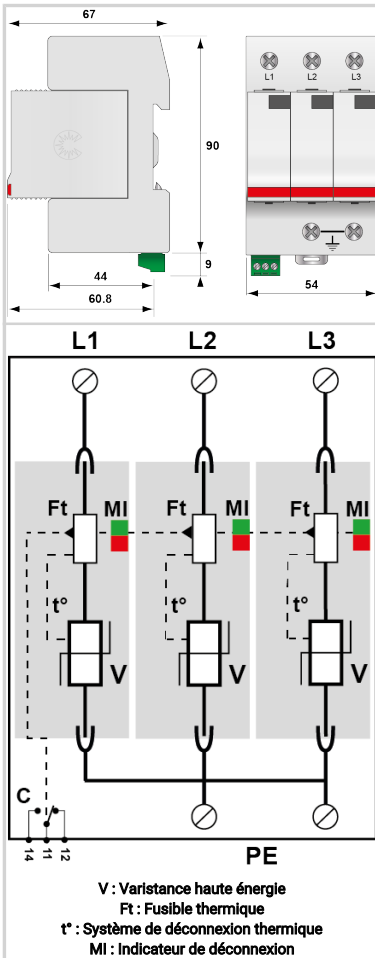 67
L1 L2 L3
90
9
44
60.8
54
L1 L2 L3
Ft MI Ft MI Ft MI
t° t° t°
V V V
C
14 11 12
PE
V : Varistance haute énergie
Ft : Fusible thermique
t° : Système de déconnexion thermique
MI : Indicateur de déconnexion